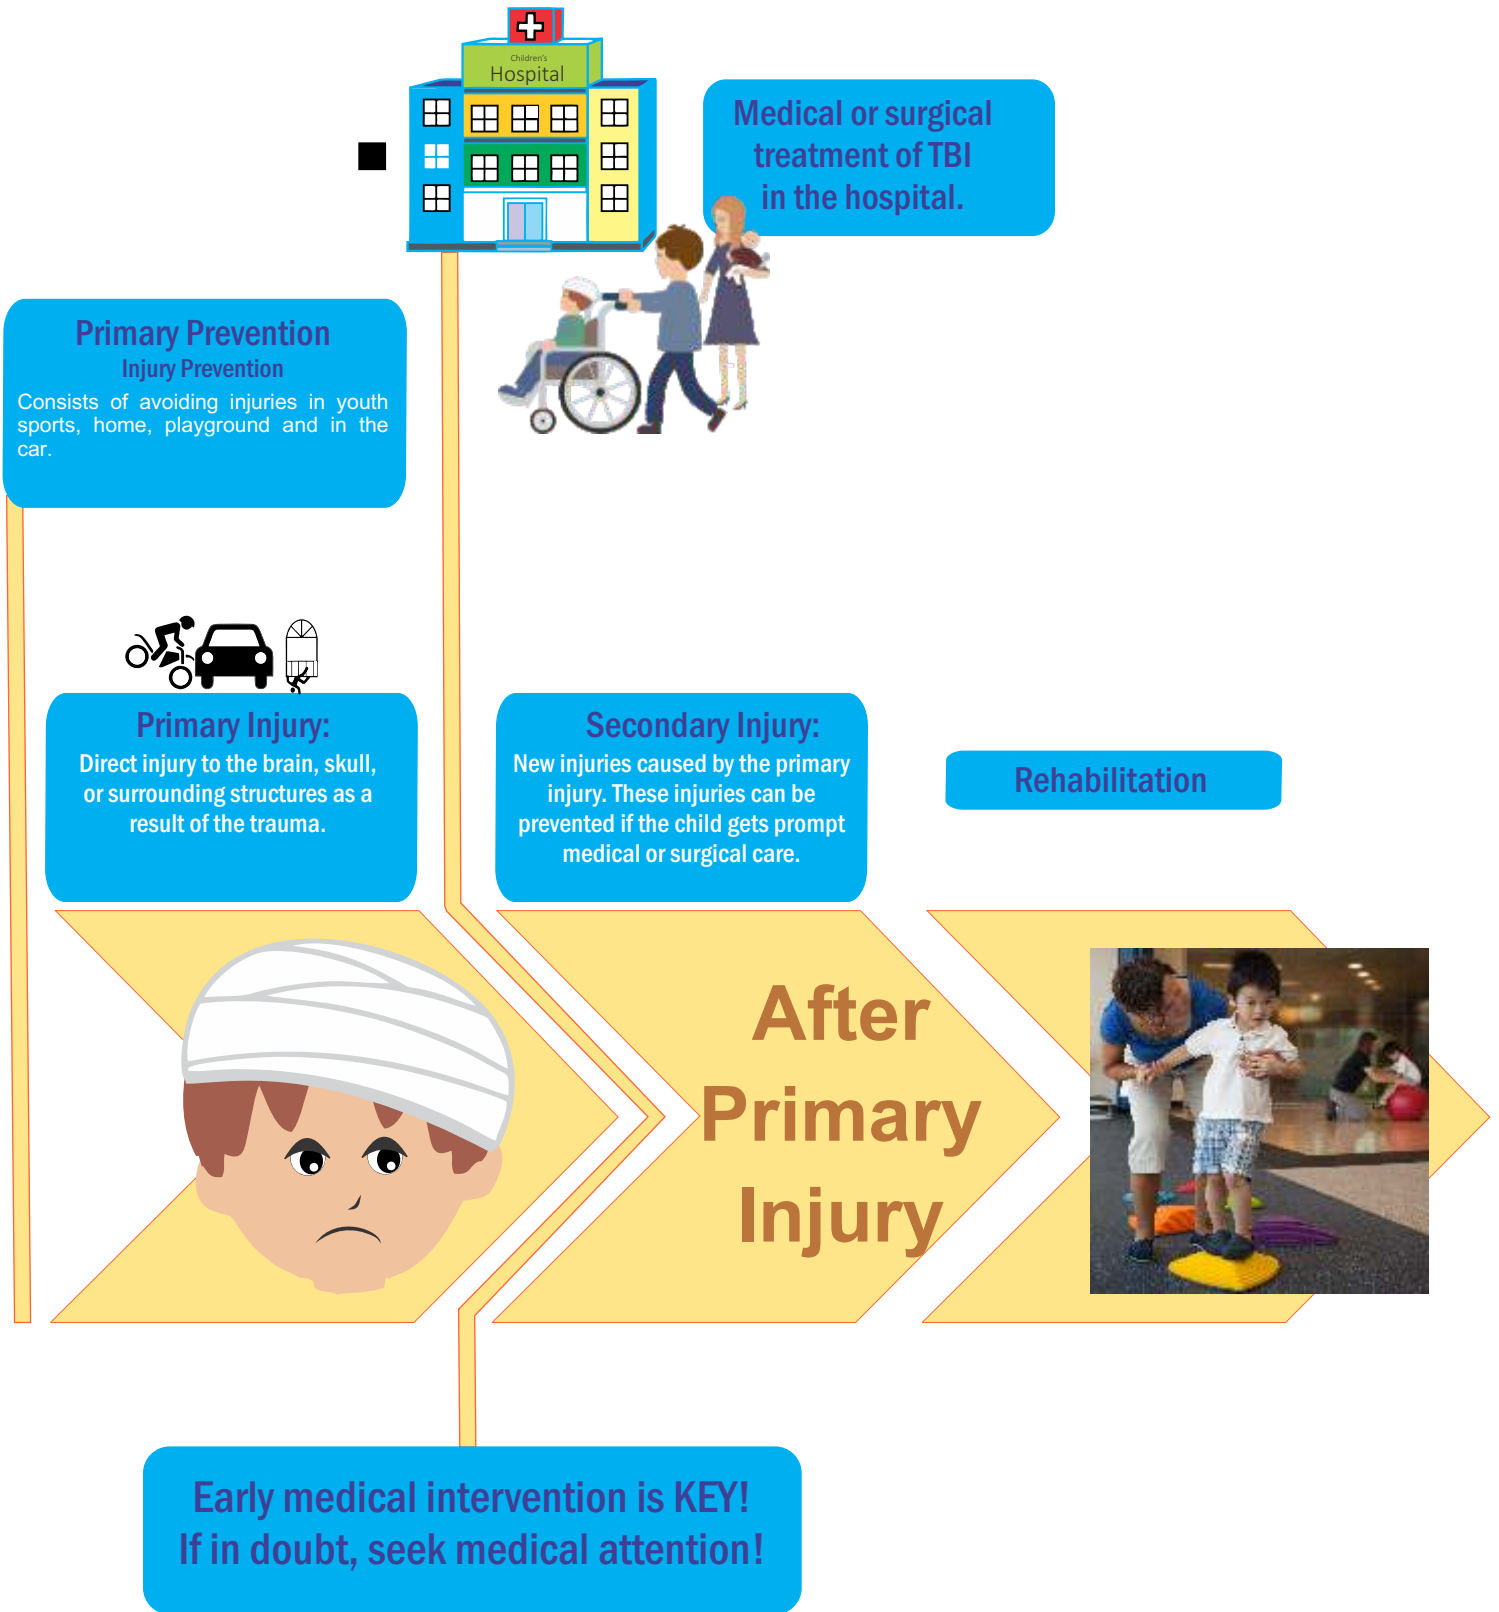 Children's
Hospital
Medical or surgical
treatment of TBI
in the hospital.
Primary Prevention
Injury Prevention
Consists of avoiding injuries in youth
sports, home, playground and in the
car.
Primary Injury:
Direct injury to the brain, skull,
or surrounding structures as a
result of the trauma.
Secondary Injury:
New injuries caused by the primary
injury. These injuries can be
prevented if the child gets prompt
medical or surgical care.
Rehabilitation
After
Primary
Injury
Early medical intervention is KEY!
If in doubt, seek medical attention!